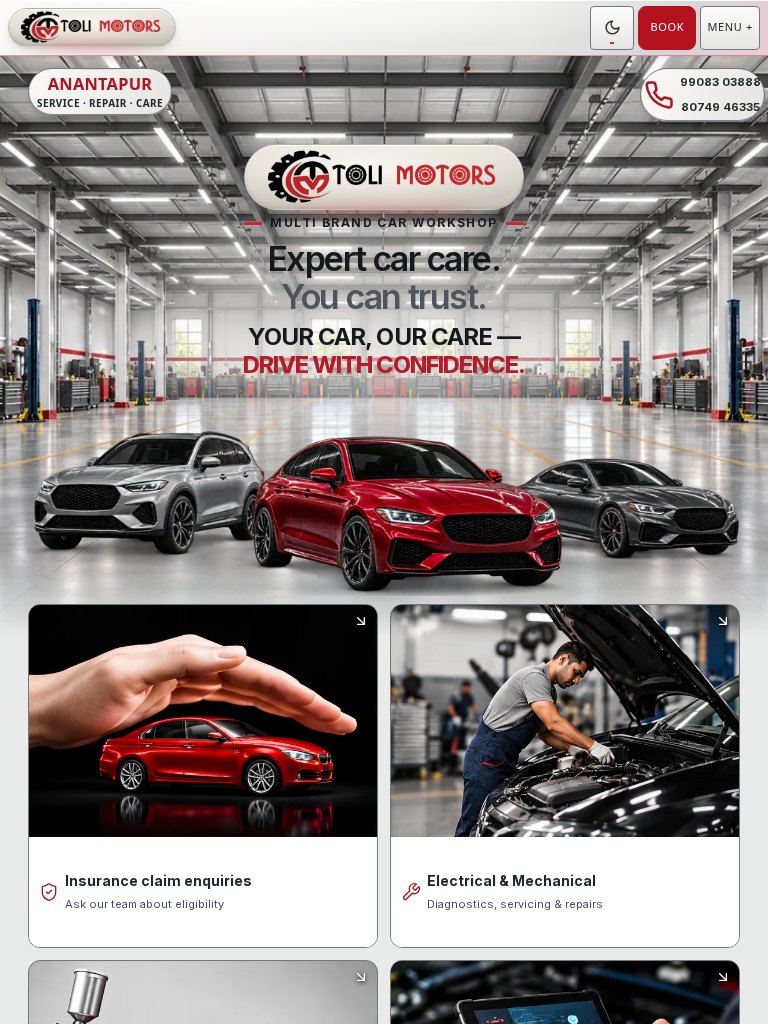 TOLI MOTORS
BOOK
MENU +
ANANTAPUR
SERVICE · REPAIR · CARE
99083 03888
80749 46335
TOLI MOTORS
MULTI BRAND CAR WORKSHOP
Expert car care.
You can trust.
YOUR CAR, OUR CARE —
DRIVE WITH CONFIDENCE.
Insurance claim enquiries
Ask our team about eligibility
Electrical & Mechanical
Diagnostics, servicing & repairs